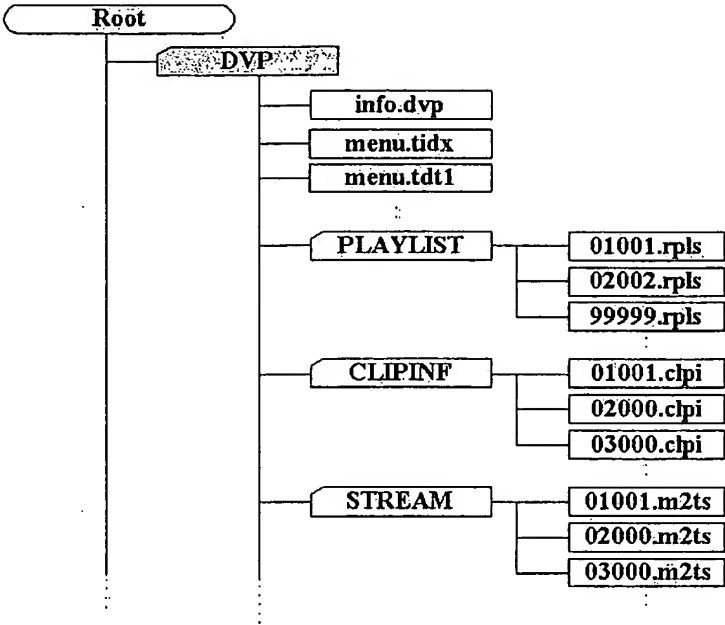 Root
DVP
info.dvp
menu.tidx
menu.tdt1
PLAYLIST
01001.rpls
02002.rpls
99999.rpls
CLIPINF
01001.clpi
02000.clpi
03000.clpi
STREAM
01001.m2ts
02000.m2ts
03000.m2ts